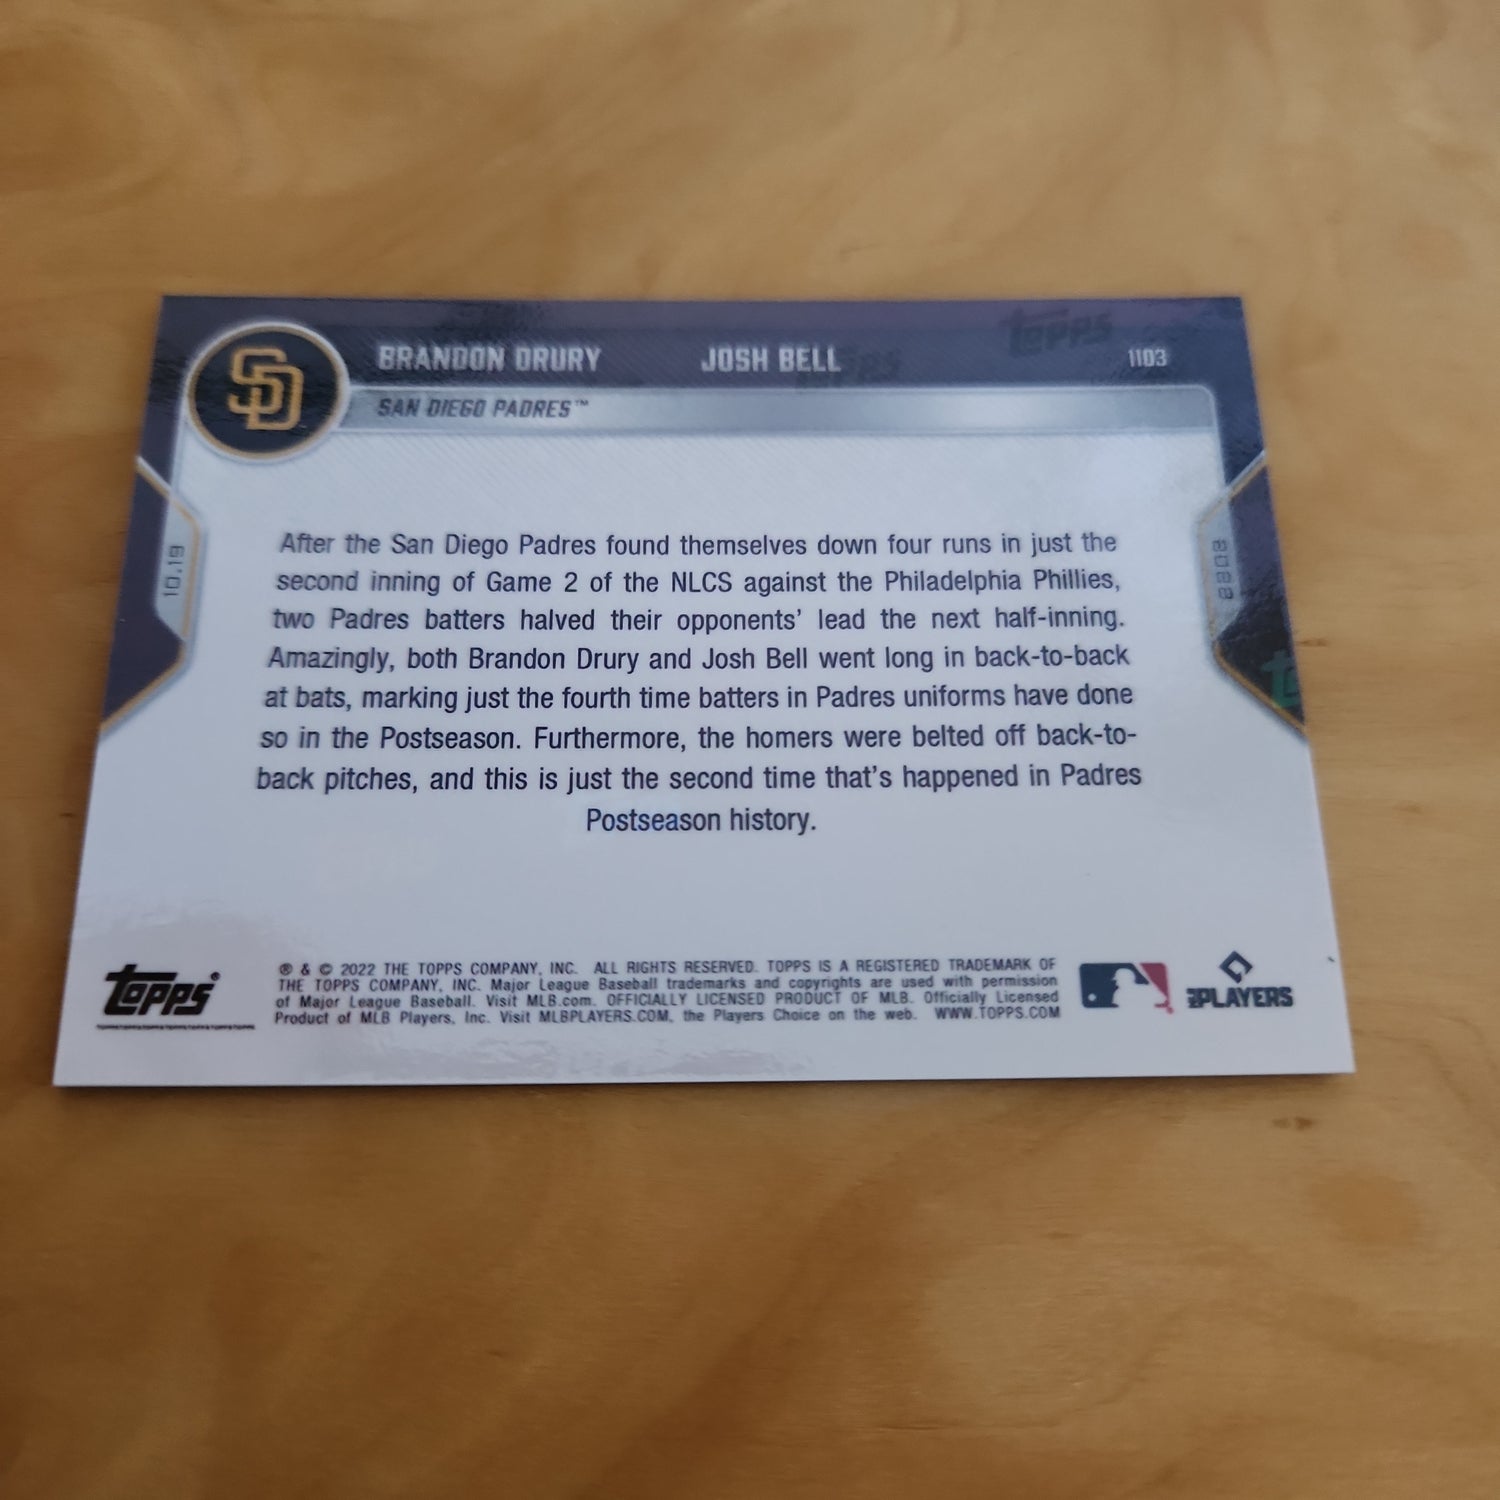 SD
BRANDON DRURY JOSH BELL 1103
SAN DIEGO PADRES™
10.19
2022
After the San Diego Padres found themselves down four runs in just the
second inning of Game 2 of the NLCS against the Philadelphia Phillies,
two Padres batters halved their opponents' lead the next half-inning.
Amazingly, both Brandon Drury and Josh Bell went long in back-to-back
at bats, marking just the fourth time batters in Padres uniforms have done
so in the Postseason. Furthermore, the homers were belted off back-to-
back pitches, and this is just the second time that's happened in Padres
Postseason history.
topps®
® & © 2022 THE TOPPS COMPANY, INC. ALL RIGHTS RESERVED. TOPPS IS A REGISTERED TRADEMARK OF
THE TOPPS COMPANY, INC. Major League Baseball trademarks and copyrights are used with permission
of Major League Baseball. Visit MLB.com. OFFICIALLY LICENSED PRODUCT OF MLB. Officially Licensed
Product of MLB Players, Inc. Visit MLBPLAYERS.COM, the Players Choice on the web. WWW.TOPPS.COM
MLB PLAYERS